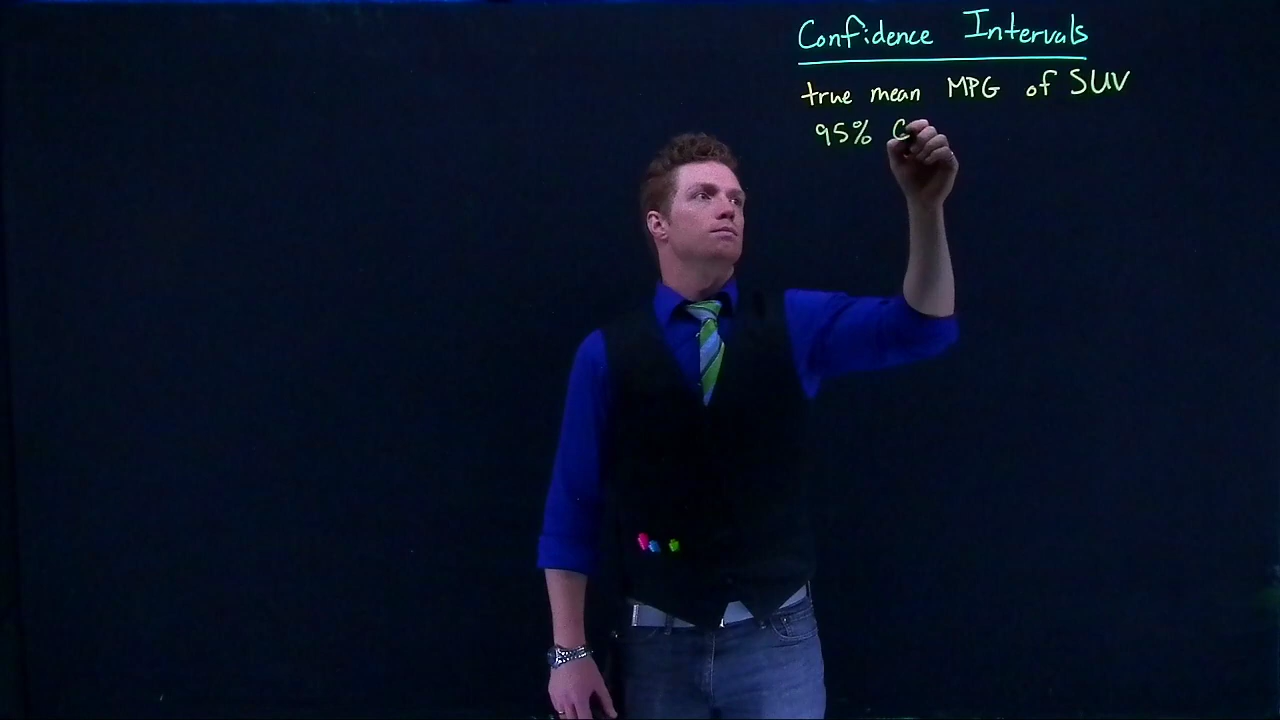 Confidence Intervals
true mean MPG of SUV
95% C